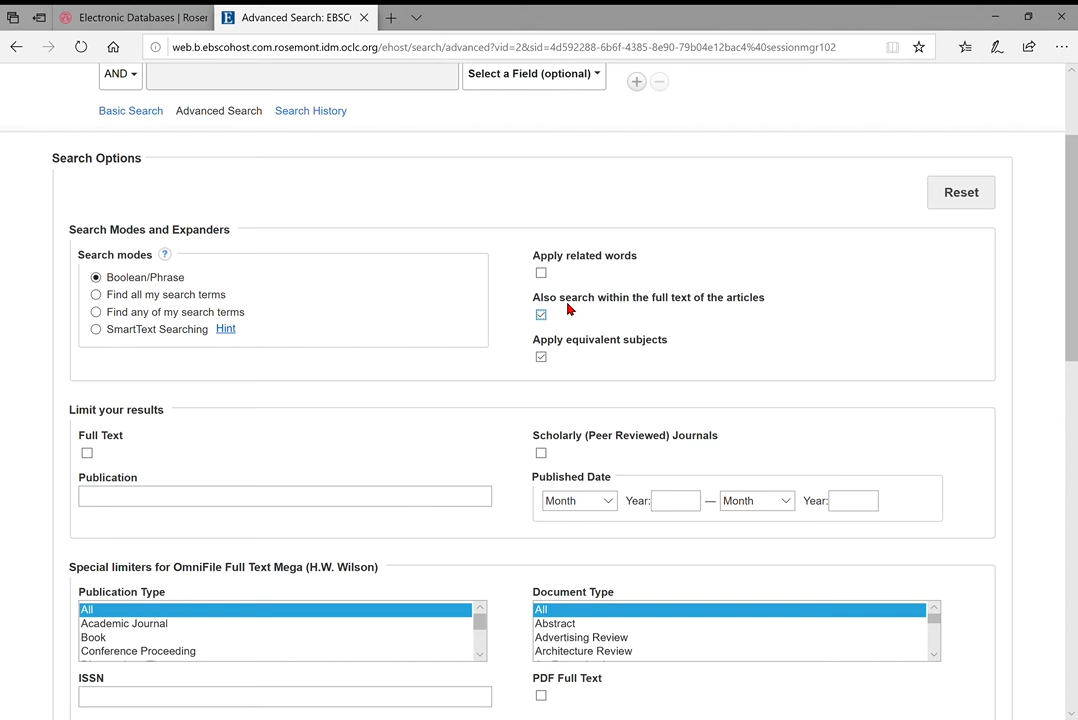 Electronic Databases | Roser
Advanced Search: EBSC
web.b.ebscohost.com.rosemont.idm.oclc.org/ehost/search/advanced?vid=2&sid=4d592288-6b6f-4385-8e90-79b04e12bac4%40sessionmgr102
AND
Select a Field (optional)
Basic Search Advanced Search Search History
Search Options
Reset
Search Modes and Expanders
Search modes ?
Boolean/Phrase
Find all my search terms
Find any of my search terms
SmartText Searching Hint
Apply related words
Also search within the full text of the articles
Apply equivalent subjects
Limit your results
Full Text
Scholarly (Peer Reviewed) Journals
Publication
Published Date
Month Year: — Month Year:
Special limiters for OmniFile Full Text Mega (H.W. Wilson)
Publication Type
All
Academic Journal
Book
Conference Proceeding
Document Type
All
Abstract
Advertising Review
Architecture Review
ISSN
PDF Full Text